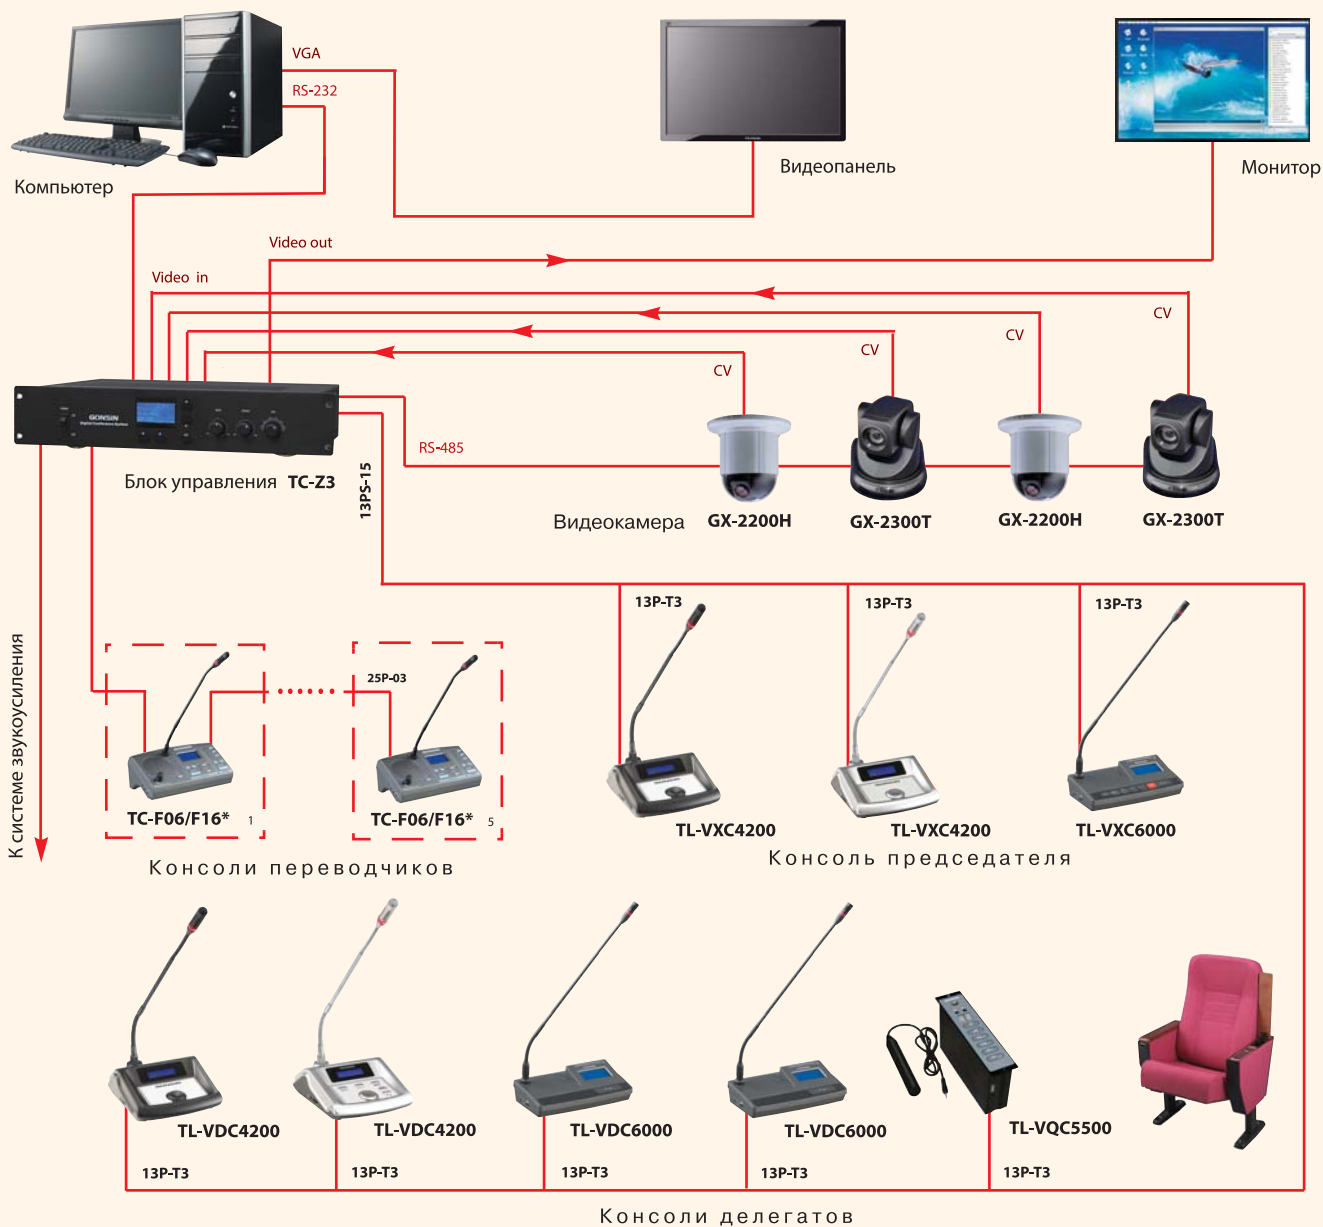 VGA
RS-232
Компьютер
Видеопанель
Монитор
Video out
Video in
CV
CV
CV
CV
GONSIN
Digital Conference System
Блок управления TC-Z3
RS-485
13PS-15
Видеокамера
GX-2200H
GX-2300T
GX-2200H
GX-2300T
К системе звукоусиления
13P-T3
13P-T3
13P-T3
25P-03
TC-F06/F16* 1
TC-F06/F16* 5
Консоли переводчиков
TL-VXC4200
TL-VXC4200
TL-VXC6000
Консоль председателя
TL-VDC4200
TL-VDC4200
TL-VDC6000
TL-VDC6000
TL-VQC5500
13P-T3
13P-T3
13P-T3
13P-T3
13P-T3
Консоли делегатов